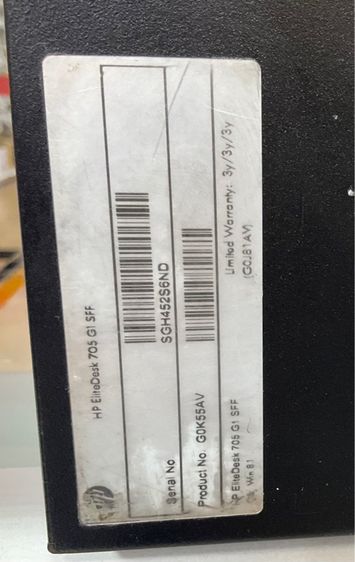 HP EliteDesk 705 G1 SFF
Serial No
SGH452S6ND
Product No. G0K55AV
HP EliteDesk 705 G1 SFF
Limited Warranty: 3y/3y/3y
Win 8.1
(G0J81AV)